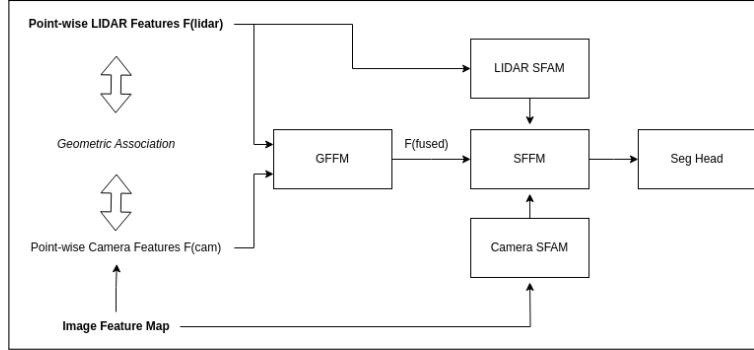 Point-wise LIDAR Features F(lidar)
LIDAR SFAM
Geometric Association
GFFM
F(fused)
SFFM
Seg Head
Point-wise Camera Features F(cam)
Camera SFAM
Image Feature Map